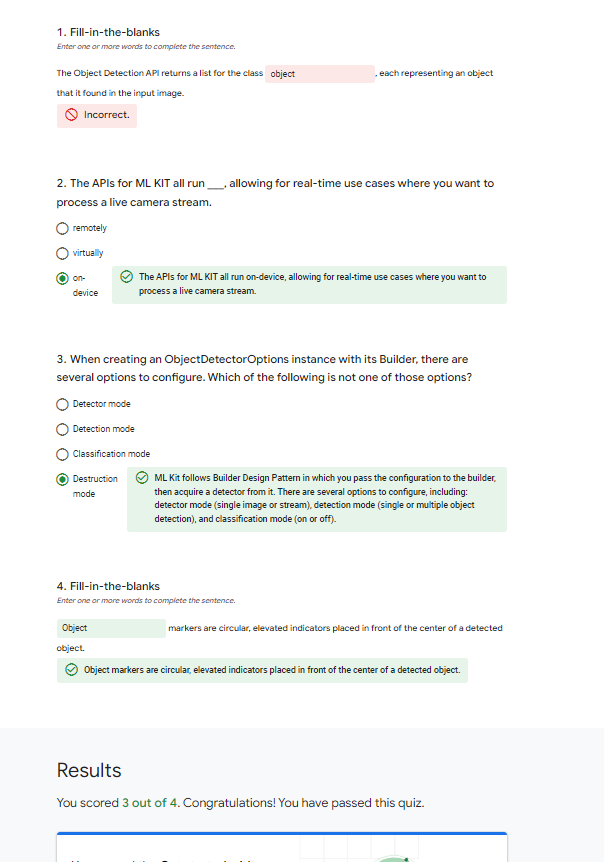 1. Fill-in-the-blanks
Enter one or more words to complete the sentence.
The Object Detection API returns a list for the class object , each representing an object
that it found in the input image.
Incorrect.
2. The APIs for ML KIT all run ___, allowing for real-time use cases where you want to
process a live camera stream.
remotely
virtually
on-
device
The APIs for ML KIT all run on-device, allowing for real-time use cases where you want to
process a live camera stream.
3. When creating an ObjectDetectorOptions instance with its Builder, there are
several options to configure. Which of the following is not one of those options?
Detector mode
Detection mode
Classification mode
Destruction
mode
ML Kit follows Builder Design Pattern in which you pass the configuration to the builder,
then acquire a detector from it. There are several options to configure, including:
detector mode (single image or stream), detection mode (single or multiple object
detection), and classification mode (on or off).
4. Fill-in-the-blanks
Enter one or more words to complete the sentence.
Object markers are circular, elevated indicators placed in front of the center of a detected
object.
Object markers are circular, elevated indicators placed in front of the center of a detected object.
Results
You scored 3 out of 4. Congratulations! You have passed this quiz.